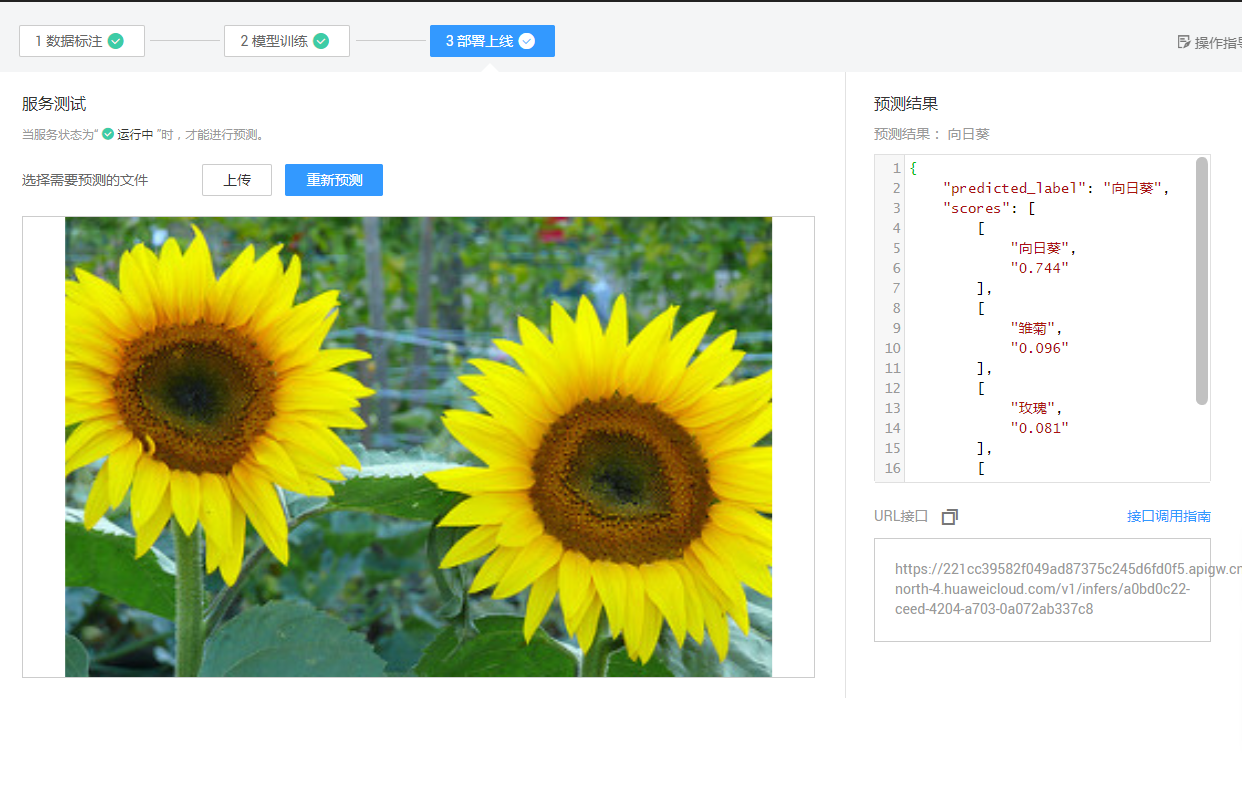 1 数据标注
2 模型训练
3 部署上线
操作指导
服务测试
当服务状态为“ 运行中 ”时，才能进行预测。
选择需要预测的文件
上传
重新预测
预测结果
预测结果： 向日葵
1 {
2 "predicted_label": "向日葵",
3 "scores": [
4 [
5 "向日葵",
6 "0.744"
7 ],
8 [
9 "雏菊",
10 "0.096"
11 ],
12 [
13 "玫瑰",
14 "0.081"
15 ],
16 [
URL接口
接口调用指南
https://221cc39582f049ad87375c245d6fd0f5.apigw.cn
north-4.huaweicloud.com/v1/infers/a0bd0c22-
ceed-4204-a703-0a072ab337c8